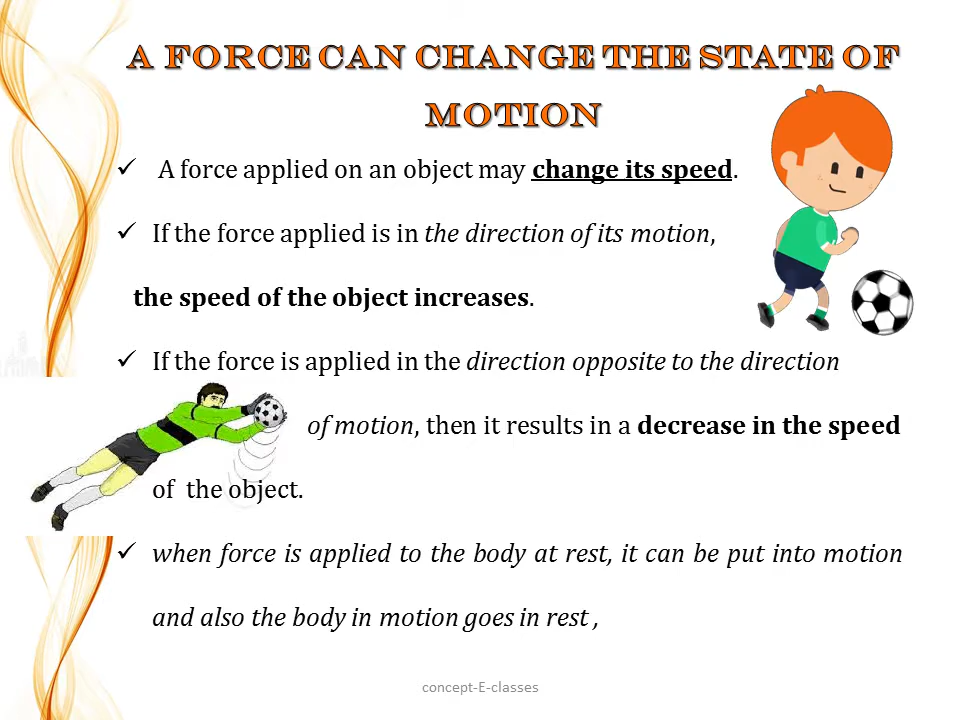 A FORCE CAN CHANGE THE STATE OF
MOTION
✓ A force applied on an object may change its speed.
✓ If the force applied is in the direction of its motion,
the speed of the object increases.
✓ If the force is applied in the direction opposite to the direction
of motion, then it results in a decrease in the speed
of the object.
✓ when force is applied to the body at rest, it can be put into motion
and also the body in motion goes in rest ,
concept-E-classes